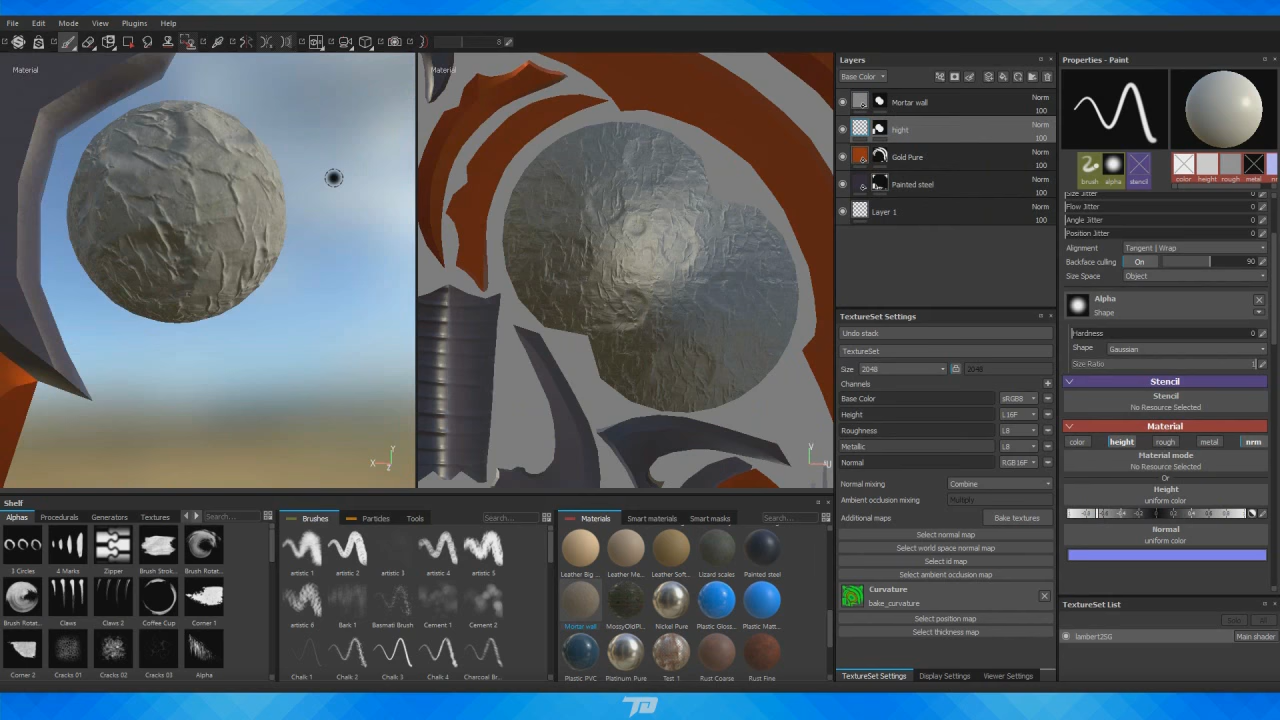 File Edit Mode View Plugins Help
8
Material
Material
X Y Z
V U
Layers
Base Color
Mortar wall Norm 100
hight Norm 100
Gold Pure Norm 100
Painted steel Norm 100
Layer 1 Norm 100
TextureSet Settings
Undo stack
TextureSet
Size 2048 2048
Channels
Base Color sRGB8
Height L16F
Roughness L8
Metallic L8
Normal RGB16F
Normal mixing Combine
Ambient occlusion mixing Multiply
Additional maps Bake textures
Select normal map
Select world space normal map
Select id map
Select ambient occlusion map
Curvature
bake_curvature
Select position map
Select thickness map
TextureSet Settings Display Settings Viewer Settings
Properties - Paint
brush alpha stencil color height rough metal
Size Jitter 0
Flow Jitter 0
Angle Jitter 0
Position Jitter 0
Alignment Tangent | Wrap
Backface culling On 90
Size Space Object
Alpha
Shape
Hardness 0
Shape Gaussian
Size Ratio 1
Stencil
Stencil
No Resource Selected
Material
color height rough metal nrm
Material mode
No Resource Selected
Or
Height
uniform color
Normal
uniform color
TextureSet List
Solo All
lambert2SG Main shader
Shelf
Alphas Procedurals Generators Textures Search...
3 Circles 4 Marks Zipper Brush Strok... Brush Rotat...
Brush Rotat... Claws Claws 2 Coffee Cup Corner 1
Corner 2 Cracks 01 Cracks 02 Cracks 03 Alpha
Brushes Particles Tools Search...
artistic 1 artistic 2 artistic 3 artistic 4 artistic 5
artistic 6 Bark 1 Basmati Brush Cement 1 Cement 2
Chalk 1 Chalk 2 Chalk 3 Chalk 4 Charcoal Br...
Materials Smart materials Smart masks Search...
Leather Big ... Leather Me... Leather Soft... Lizard scales Painted steel
Mortar wall MossyOldPl... Nickel Pure Plastic Gloss... Plastic Matt...
Plastic PVC Platinum Pure Test 1 Rust Coarse Rust Fine